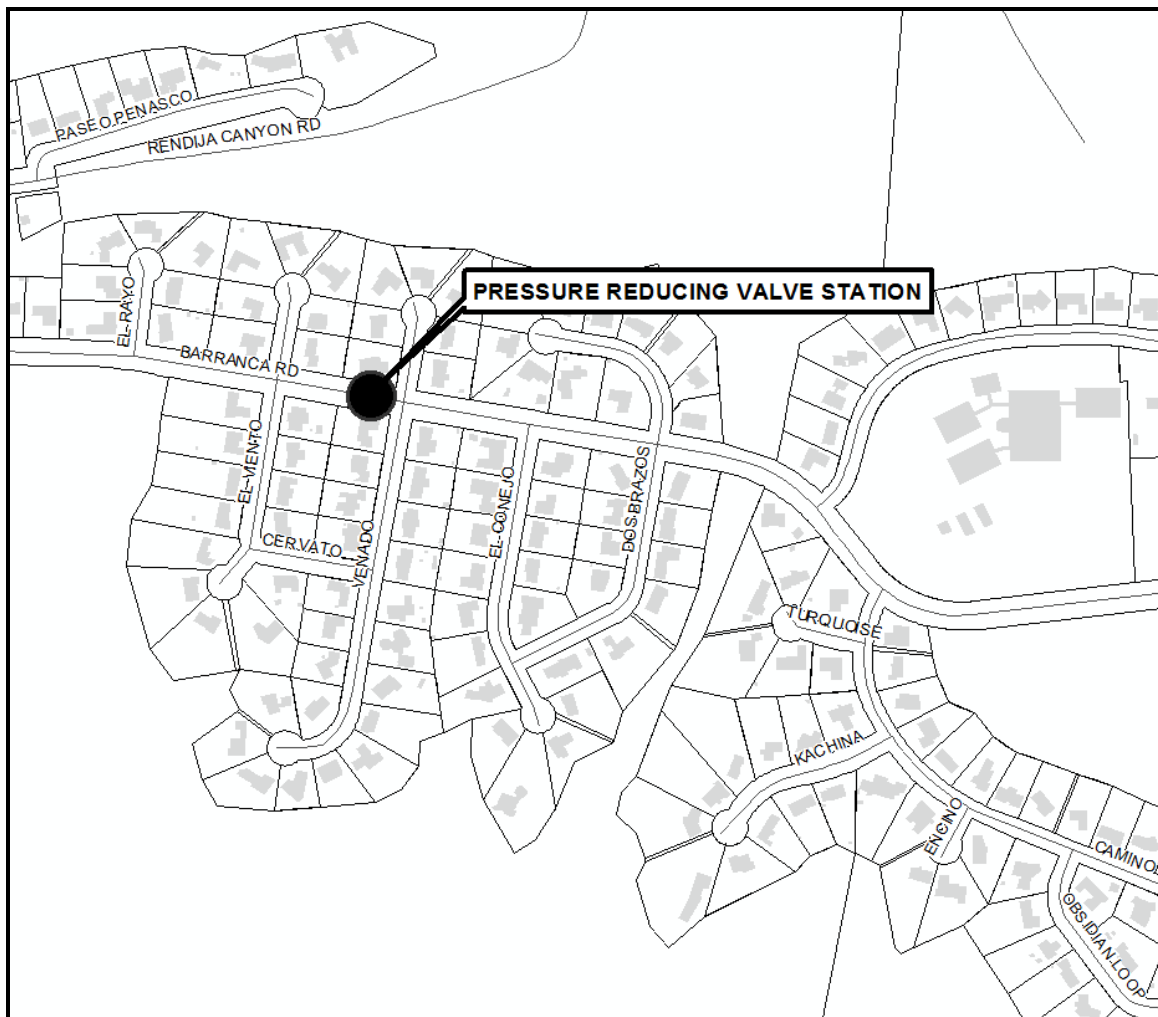 PASEO PENASCO
RENDIJA CANYON RD
PRESSURE REDUCING VALVE STATION
EL RAYO
BARRANCA RD
EL VIENTO
CERVATO
VENADO
EL CONEJO
DOS BRAZOS
TURQUOISE
KACHINA
ENCINO
CAMINO
OBSIDIAN LOOP